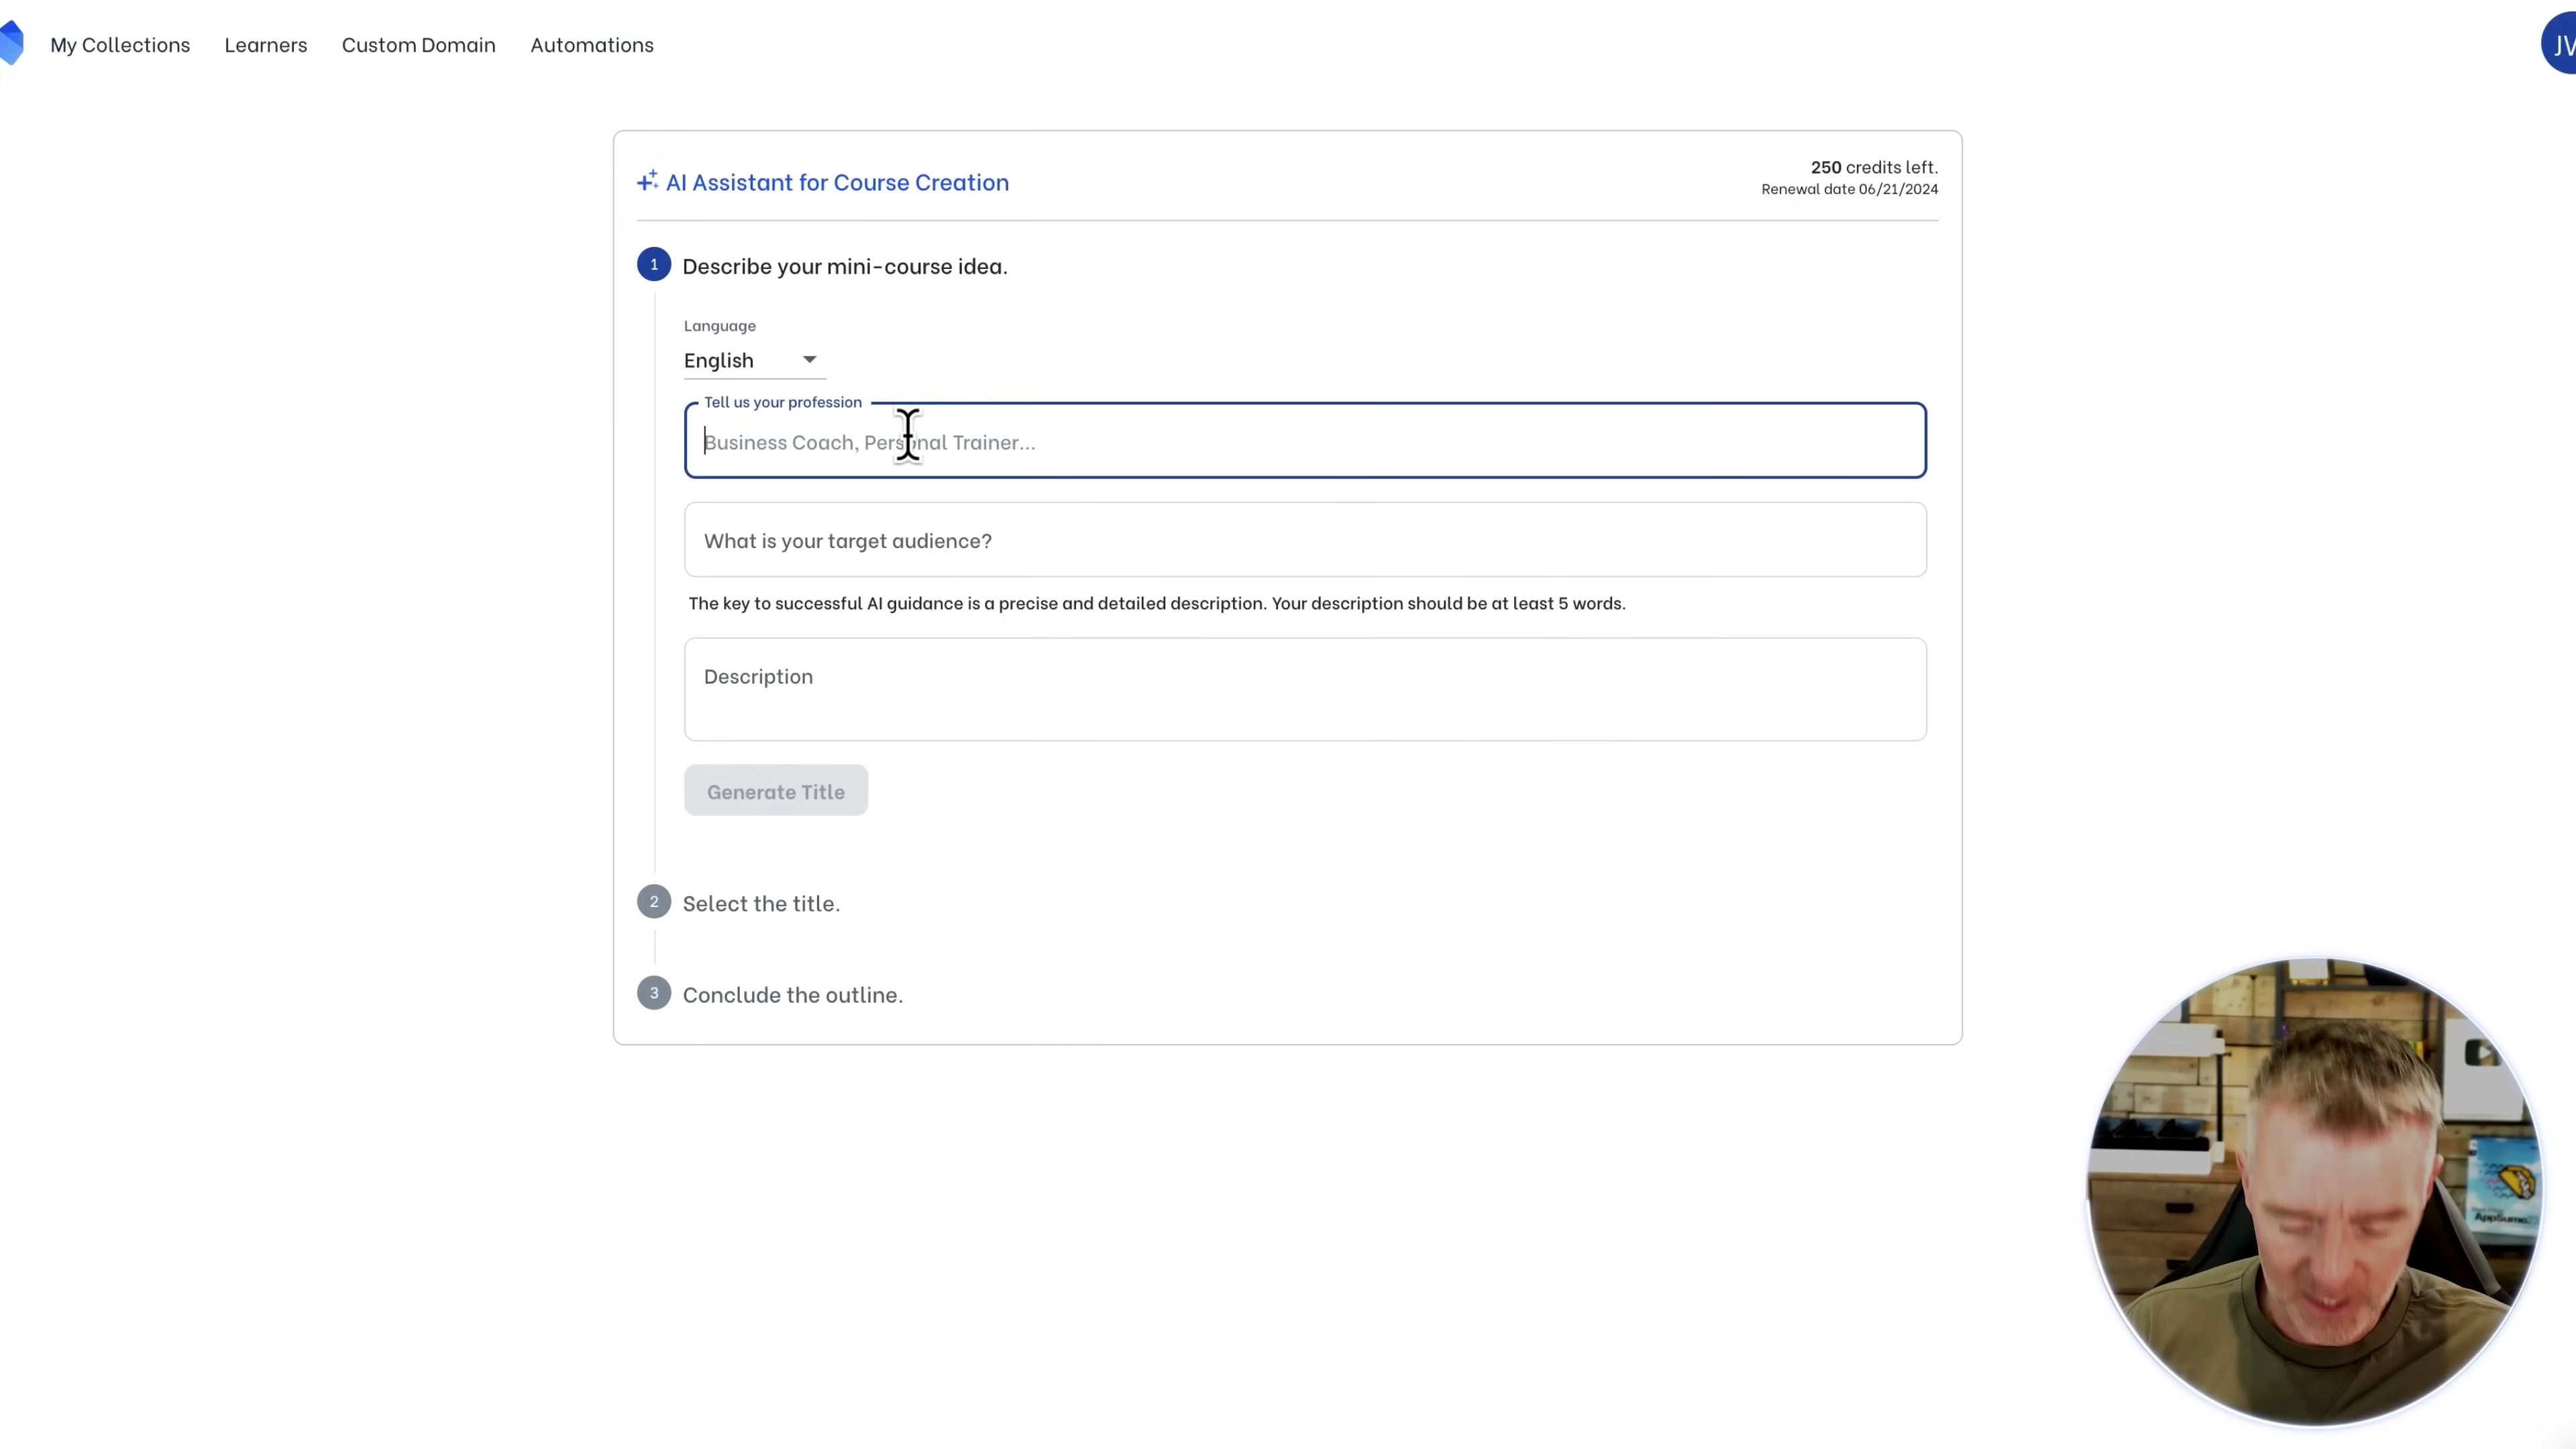 My Collections Learners Custom Domain Automations
JV
AI Assistant for Course Creation
250 credits left.
Renewal date 06/21/2024
1 Describe your mini-course idea.
Language
English
Tell us your profession
Business Coach, Personal Trainer...
What is your target audience?
The key to successful AI guidance is a precise and detailed description. Your description should be at least 5 words.
Description
Generate Title
2 Select the title.
3 Conclude the outline.
AppSumo